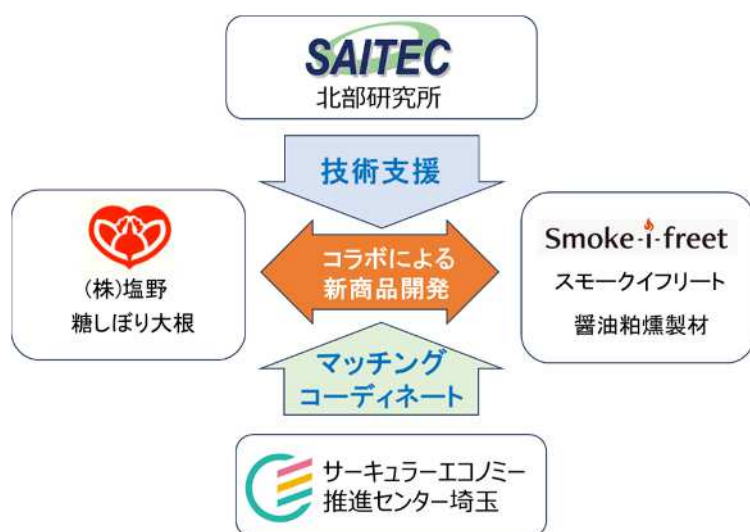 SAITEC
北部研究所
技術支援
(株)塩野
糖しぼり大根
コラボによる
新商品開発
Smoke-i-freet
スモークイフリート
醤油粕燻製材
マッチング
コーディネート
サーキュラーエコノミー
推進センター埼玉